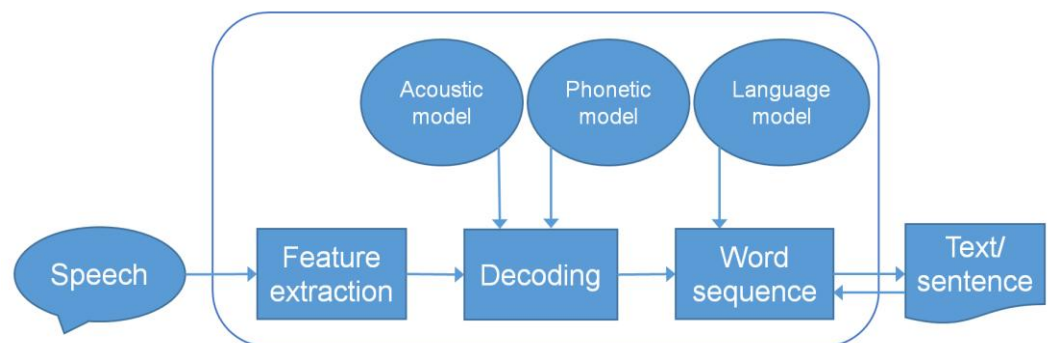 Acoustic
model
Phonetic
model
Language
model
Speech
Feature
extraction
Decoding
Word
sequence
Text/
sentence